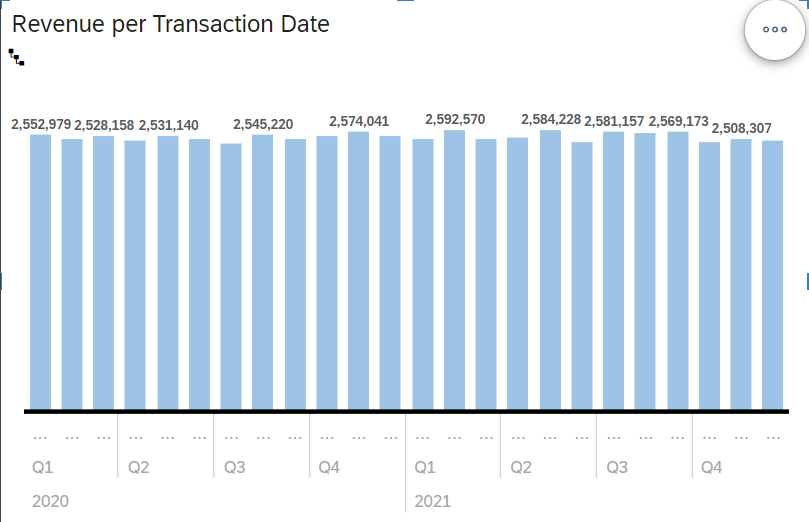 Revenue per Transaction Date
2,552,979 2,528,158 2,531,140 2,545,220 2,574,041 2,592,570 2,584,228 2,581,157 2,569,173 2,508,307
... ... ... ... ... ... ... ... ... ... ... ... ... ... ... ... ... ... ... ... ... ... ... ...
Q1 Q2 Q3 Q4 Q1 Q2 Q3 Q4
2020 2021